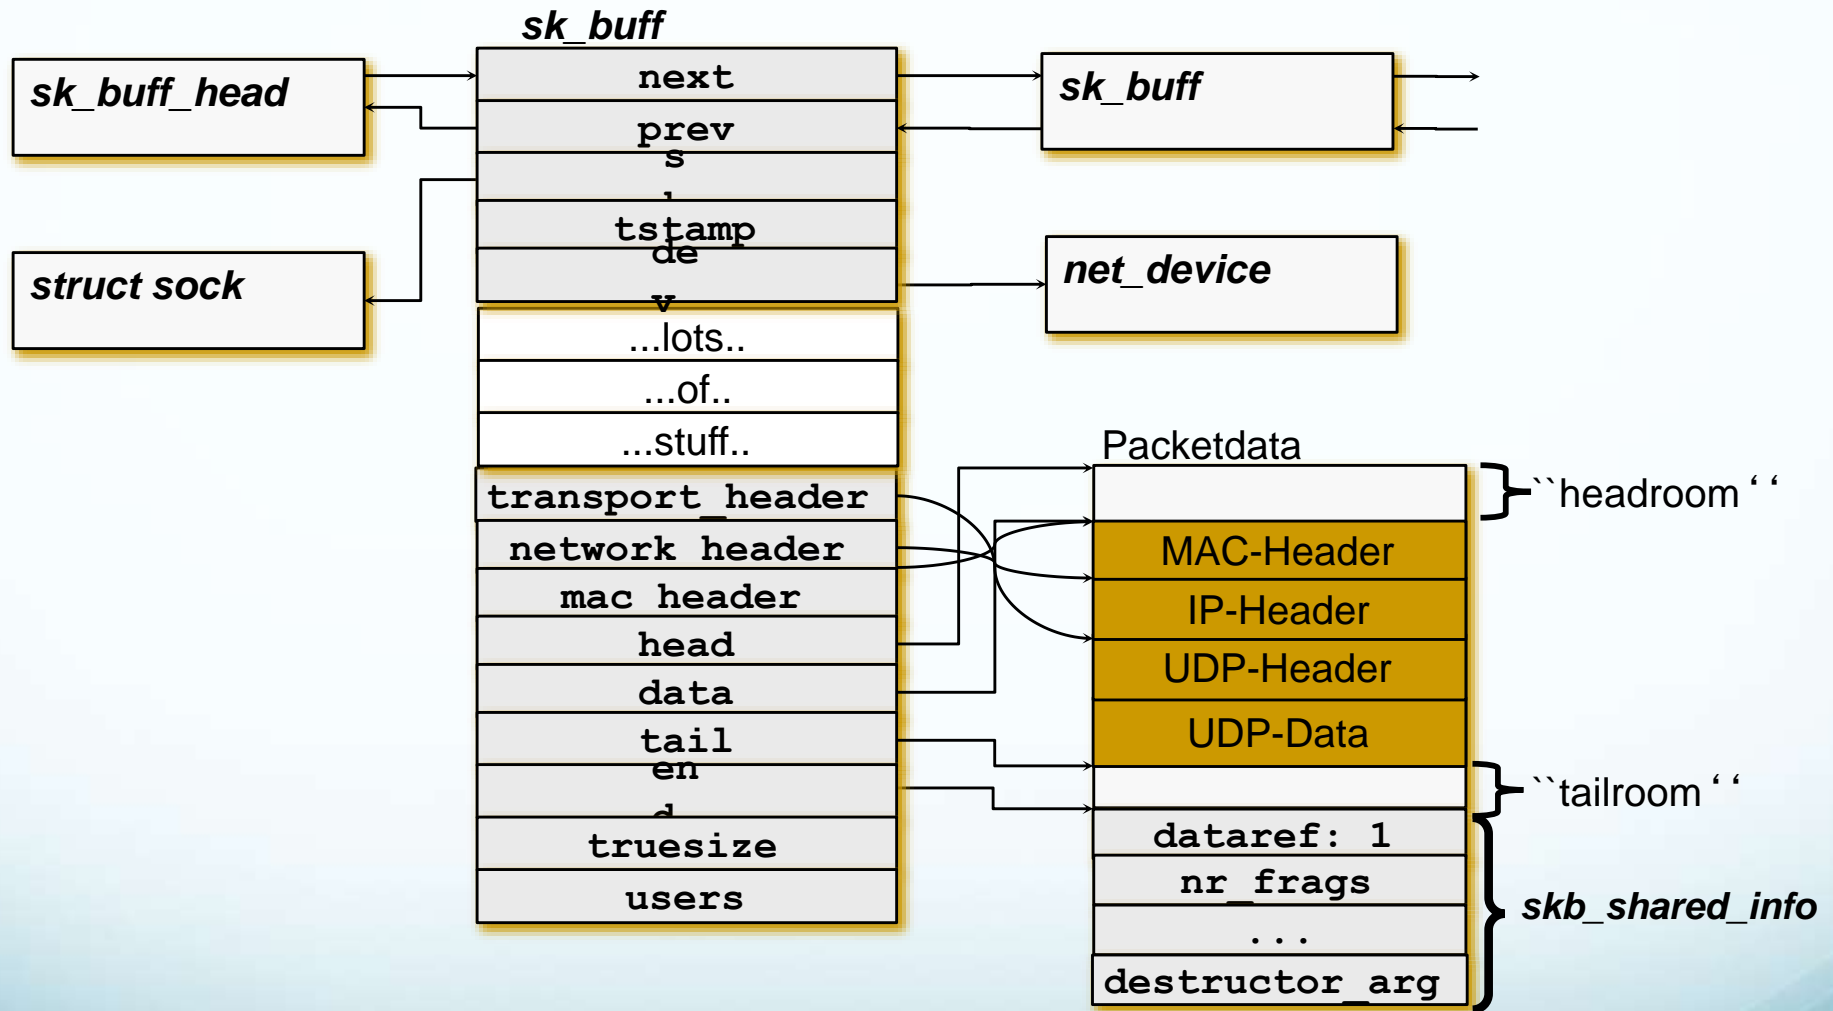 sk_buff
sk_buff_head
next
sk_buff
prev
s
tstamp
struct sock
de
v
net_device
...lots..
...of..
...stuff..
Packetdata
transport_header
network header
mac header
head
data
tail
en
truesize
users
``headroom ‘ ‘
MAC-Header
IP-Header
UDP-Header
UDP-Data
``tailroom ‘ ‘
dataref: 1
nr_frags
...
destructor_arg
skb_shared_info